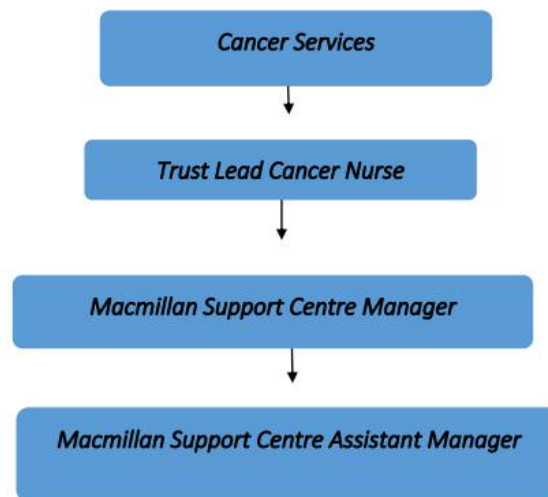 Cancer Services
Trust Lead Cancer Nurse
Macmillan Support Centre Manager
Macmillan Support Centre Assistant Manager